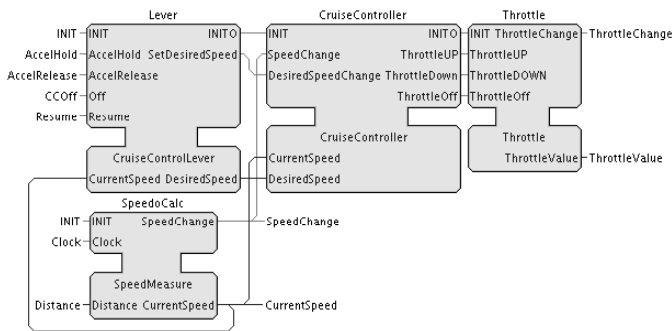 Lever CruiseController Throttle
INIT INIT INITO INIT INITO INIT ThrottleChange ThrottleChange
AccelHold AccelHold SetDesiredSpeed SpeedChange ThrottleUP ThrottleUP
AccelRelease AccelRelease DesiredSpeedChange ThrottleDown ThrottleDOWN
CCOff Off ThrottleOff ThrottleOff
Resume Resume
CruiseController Throttle
CruiseControlLever CurrentSpeed ThrottleValue ThrottleValue
CurrentSpeed DesiredSpeed DesiredSpeed
SpeedoCalc
INIT INIT SpeedChange SpeedChange
Clock Clock
SpeedMeasure
Distance Distance CurrentSpeed CurrentSpeed